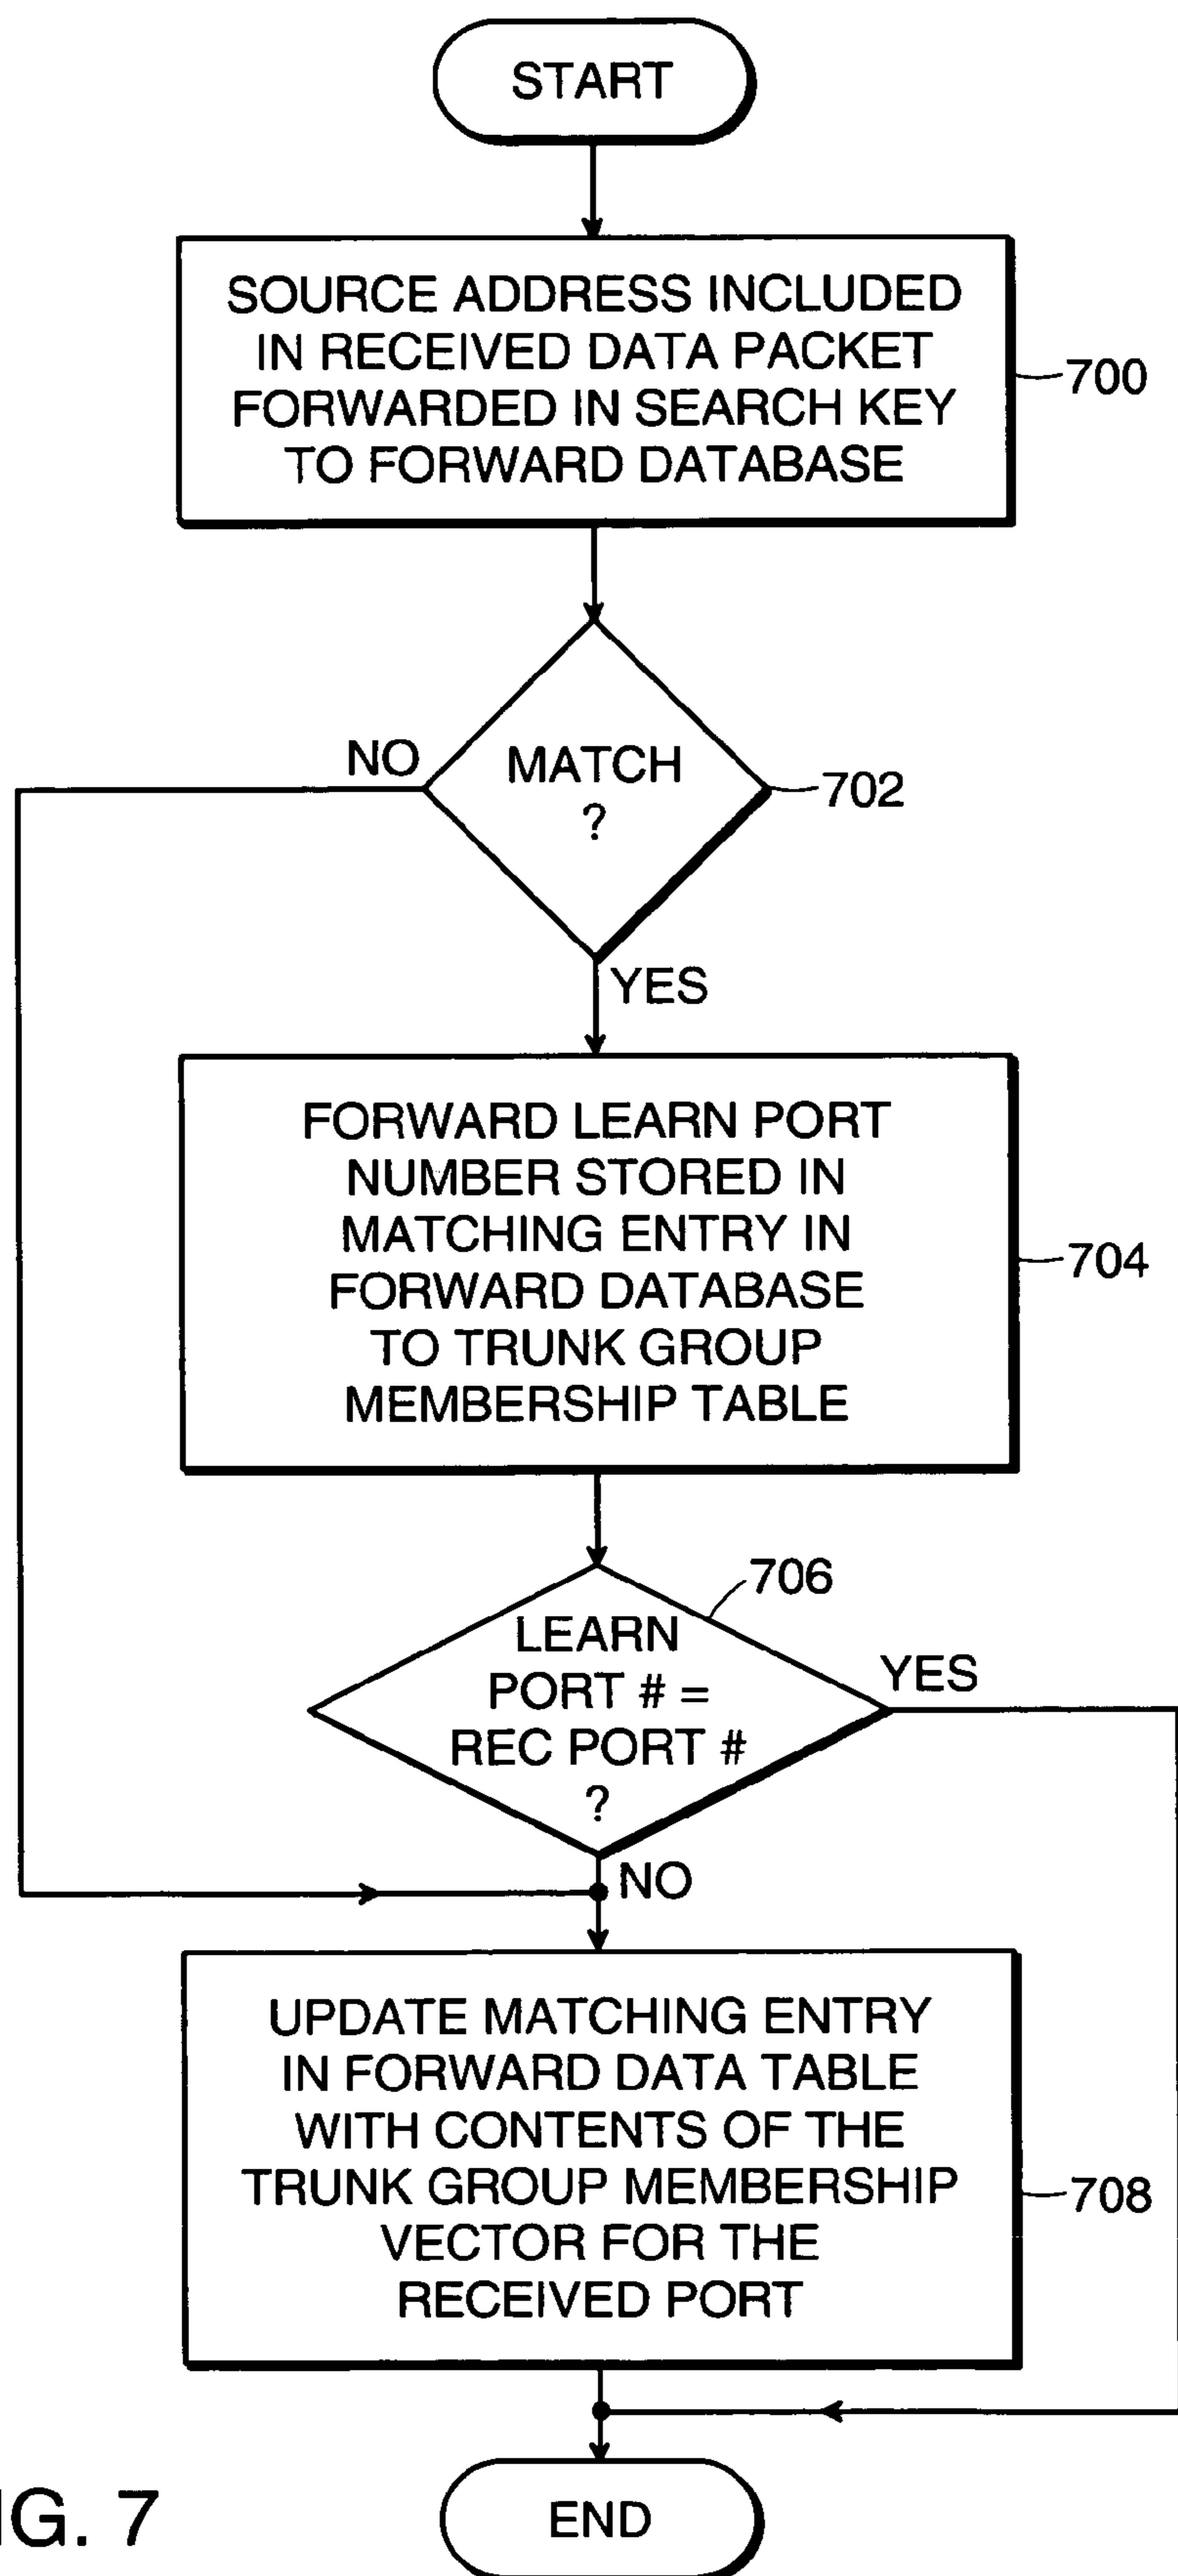 START
SOURCE ADDRESS INCLUDED
IN RECEIVED DATA PACKET
FORWARDED IN SEARCH KEY
TO FORWARD DATABASE
700
NO
MATCH
?
702
YES
FORWARD LEARN PORT
NUMBER STORED IN
MATCHING ENTRY IN
FORWARD DATABASE
TO TRUNK GROUP
MEMBERSHIP TABLE
704
706
LEARN
PORT # =
REC PORT #
?
YES
NO
UPDATE MATCHING ENTRY
IN FORWARD DATA TABLE
WITH CONTENTS OF THE
TRUNK GROUP MEMBERSHIP
VECTOR FOR THE
RECEIVED PORT
708
END
IG. 7